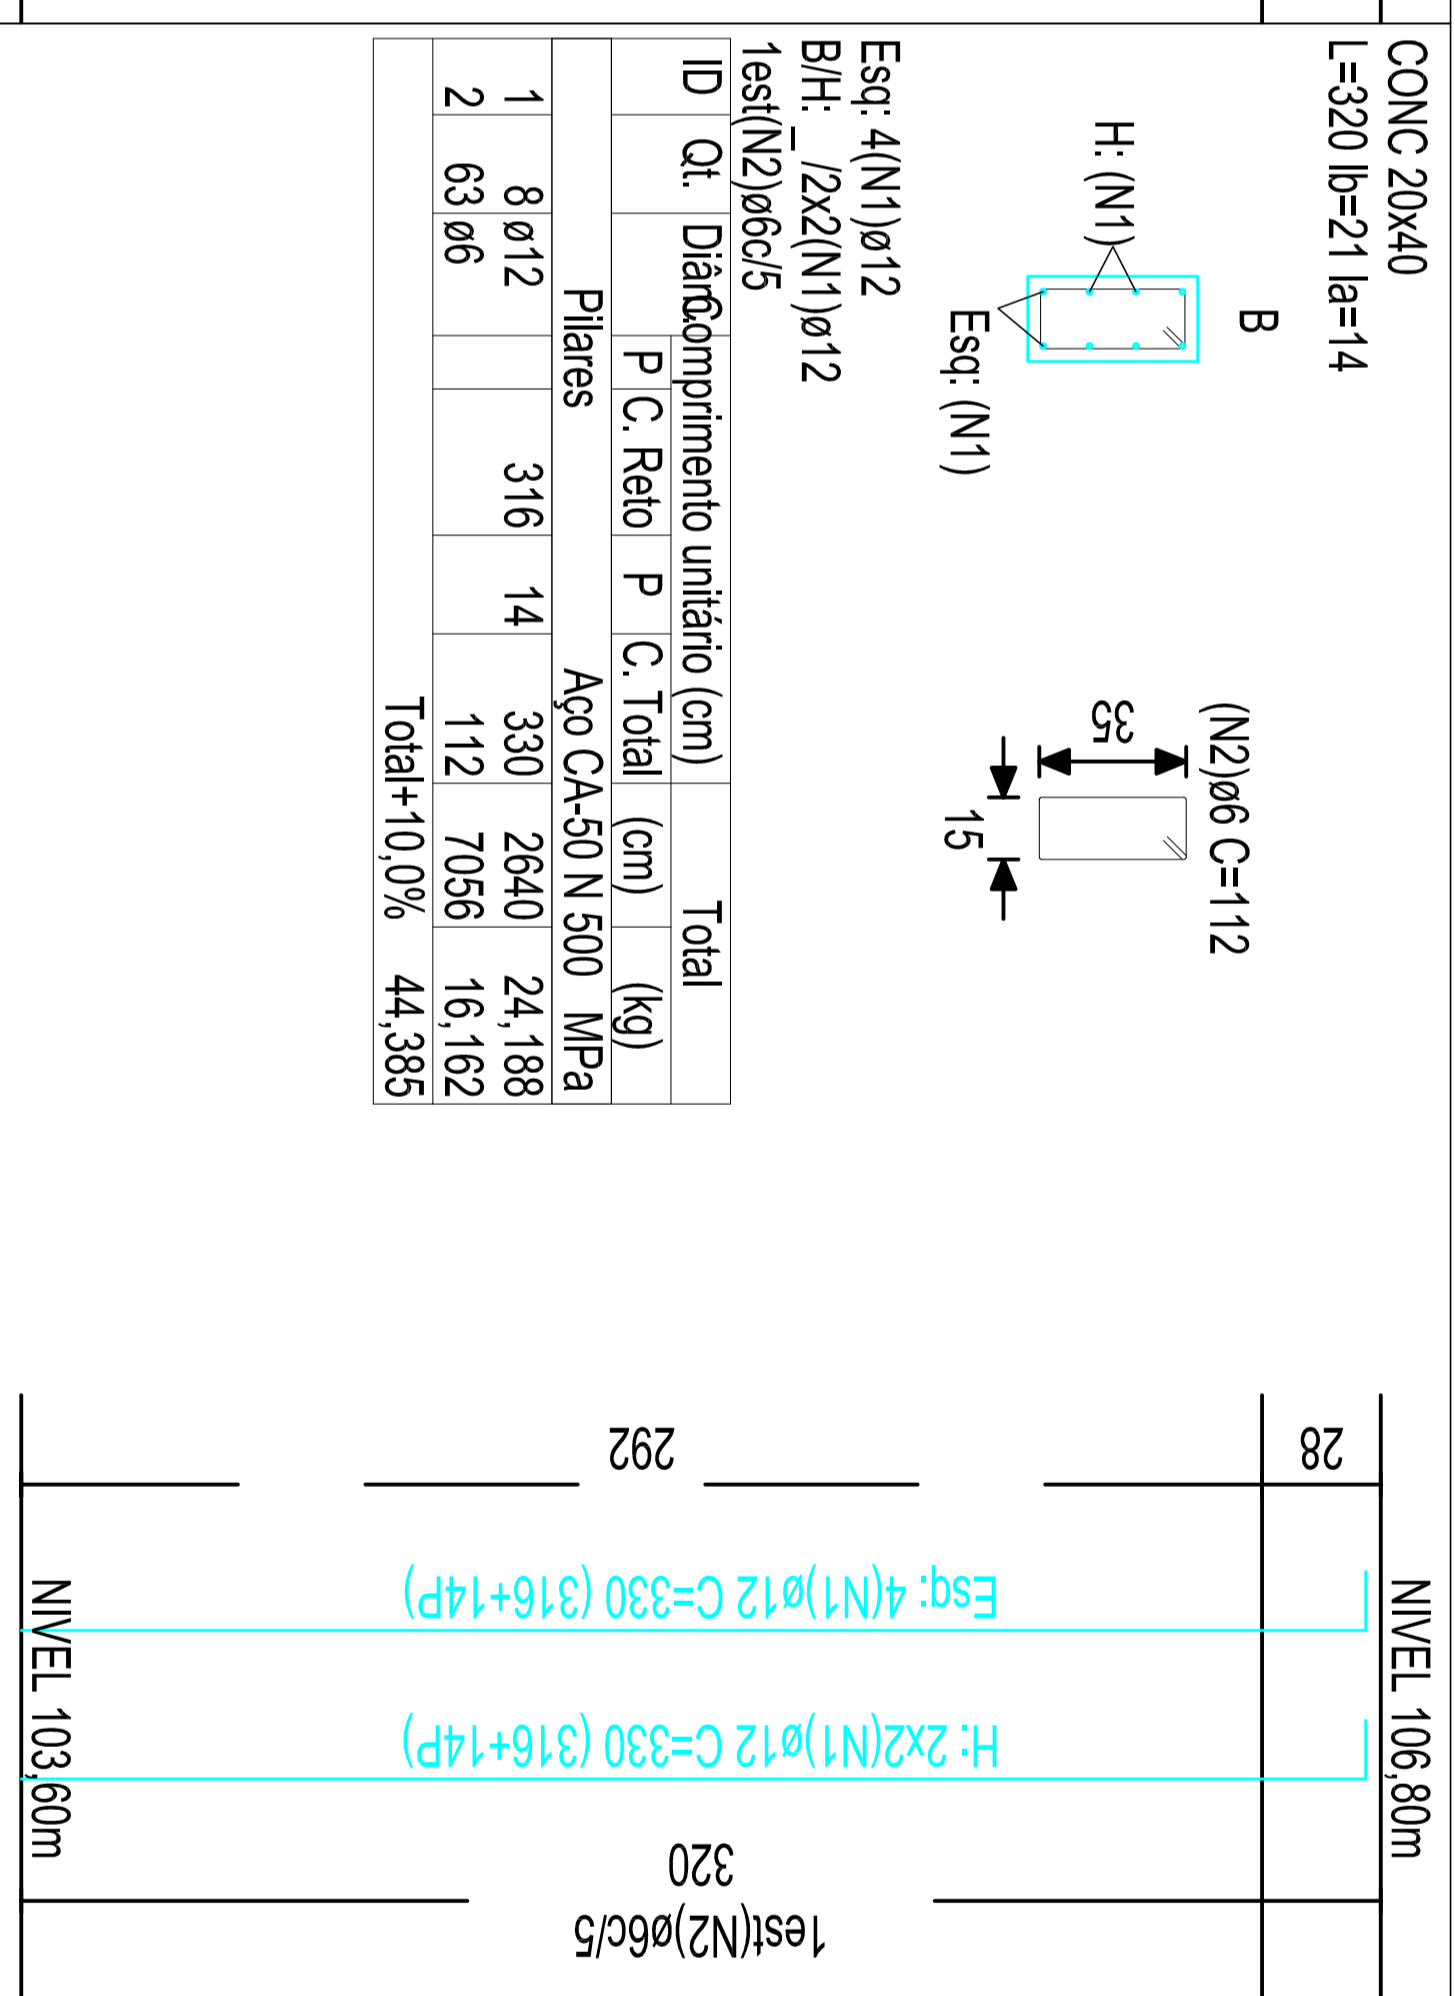 CONC 20x40
L=320 lb=21 la=14
B
H: (N1)
Esq: (N1)
(N2)ø6 C=112
35
15
Esq: 4(N1)ø12
B/H: _ /2x2(N1)ø12
1est(N2)ø6c/5
ID Qt. Diâm. Comprimento unitário (cm) Total
P C. Reto P C. Total (cm) (kg)
Pilares Aço CA-50 N 500 MPa
1 8 ø12 316 14 330 2640 24,188
2 63 ø6 112 7056 16,162
Total+10,0% 44,385
NIVEL 106,80m
28
292
Esq: 4(N1)ø12 C=330 (316+14P)
H: 2x2(N1)ø12 C=330 (316+14P)
320
1est(N2)ø6c/5
NIVEL 103,60m